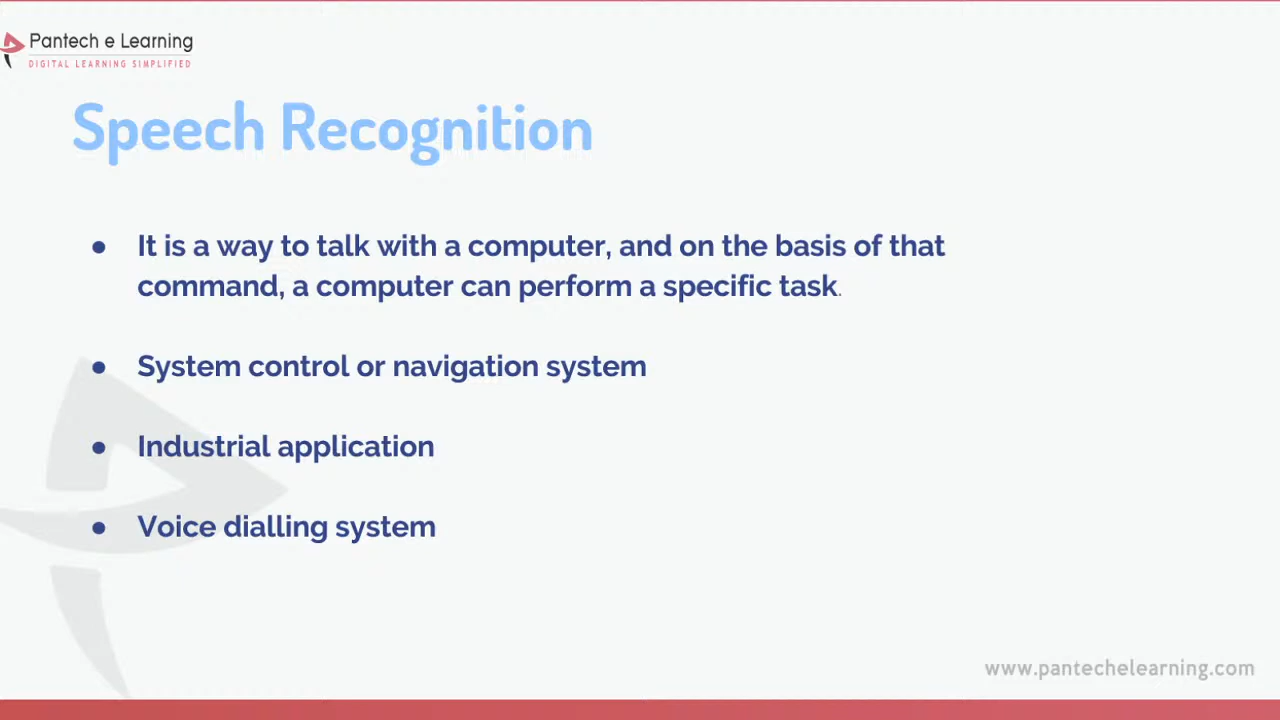 Pantech e Learning
DIGITAL LEARNING SIMPLIFIED
Speech Recognition
● It is a way to talk with a computer, and on the basis of that
command, a computer can perform a specific task.
● System control or navigation system
● Industrial application
● Voice dialling system
www.pantechelearning.com